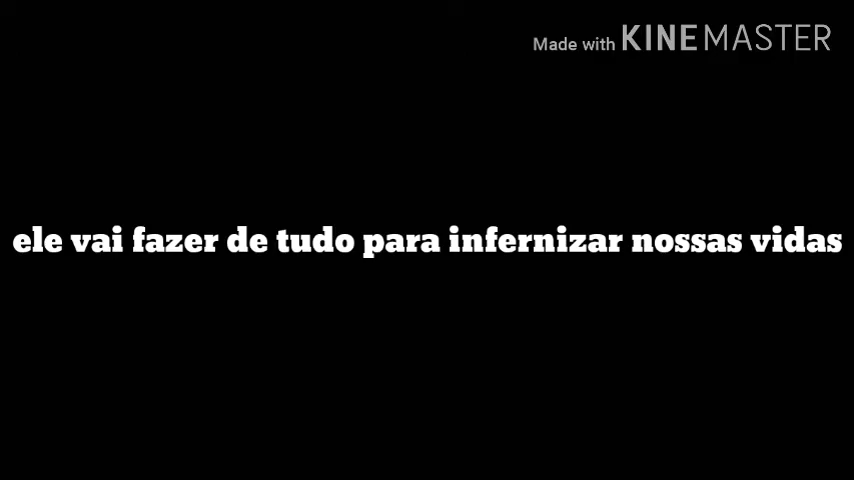 Made with KINEMASTER
ele vai fazer de tudo para infernizar nossas vidas